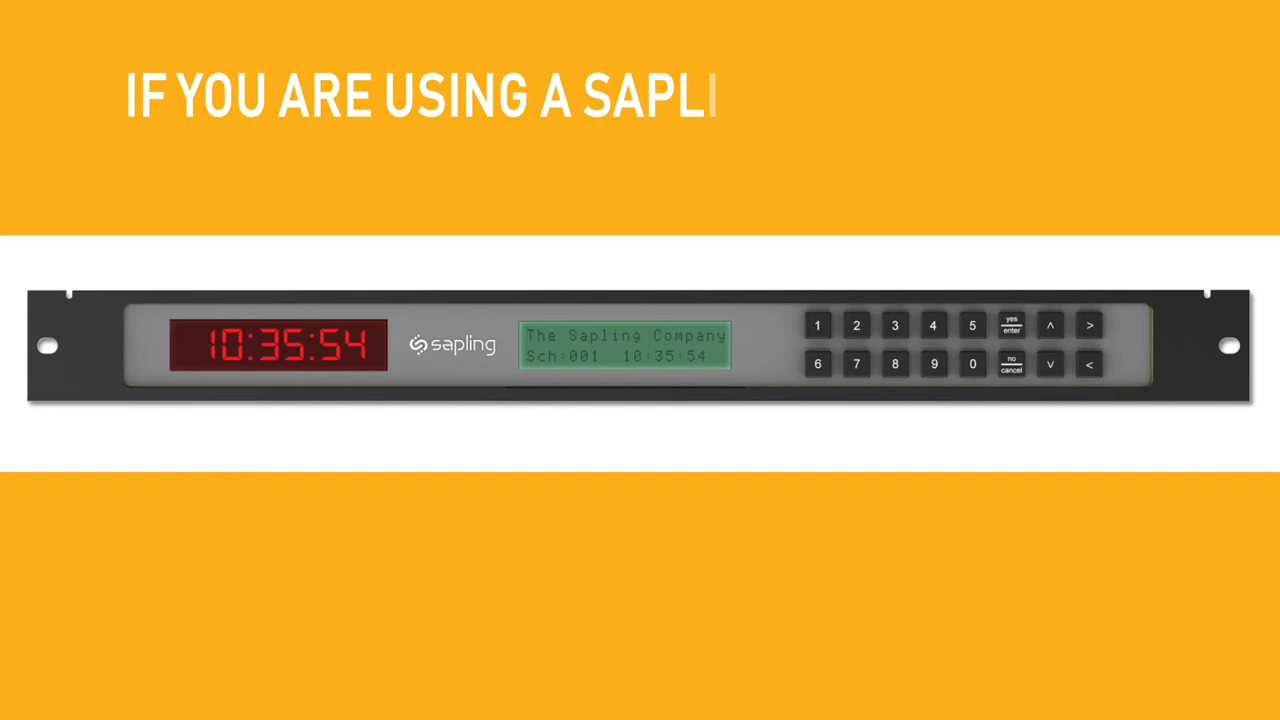 IF YOU ARE USING A SAPLI
10:35:54
sapling
The Sapling Company
Sch:001 10:35:54
1 2 3 4 5 yes enter ^ >
6 7 8 9 0 no cancel v <